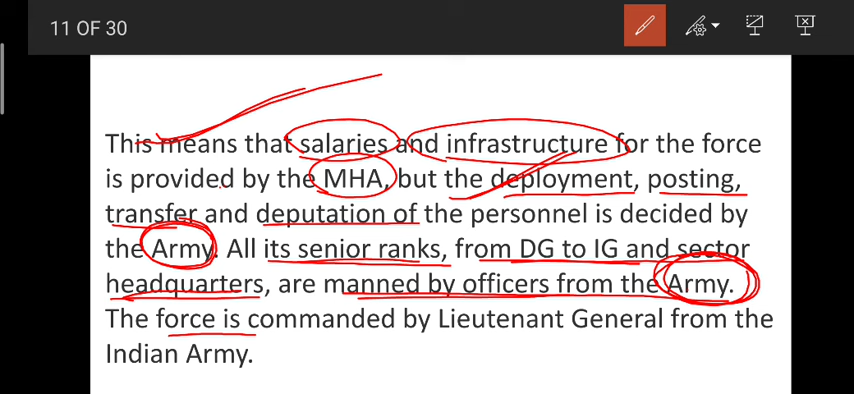 11 OF 30
This means that salaries and infrastructure for the force
is provided by the MHA, but the deployment, posting,
transfer and deputation of the personnel is decided by
the Army. All its senior ranks, from DG to IG and sector
headquarters, are manned by officers from the Army.
The force is commanded by Lieutenant General from the
Indian Army.